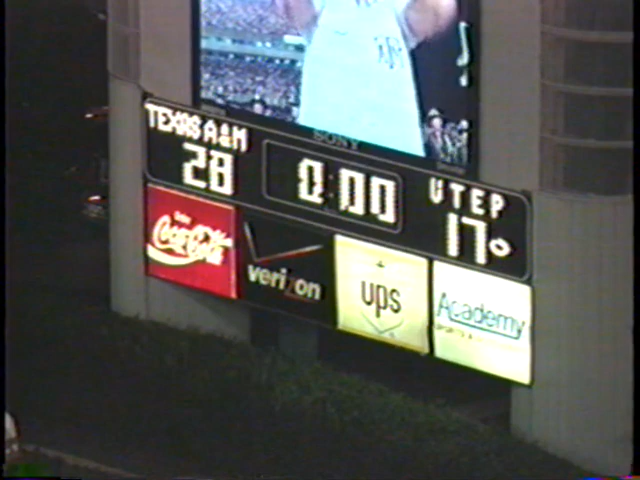 SONY
TEXAS A&M
28
0:00
UTEP
17
Coca-Cola
verizon
ups
Academy